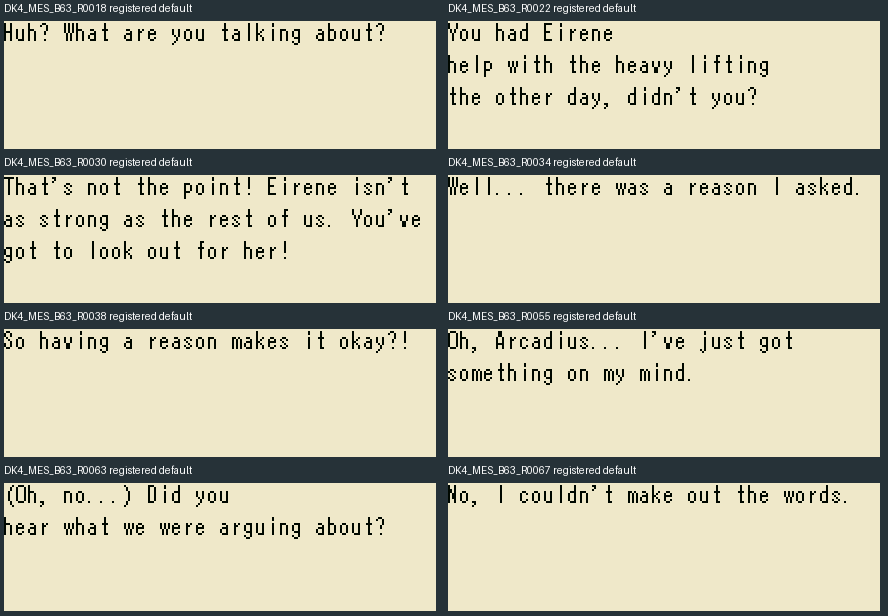 DK4_MES_B63_R0018 registered default
Huh? What are you talking about?
DK4_MES_B63_R0022 registered default
You had Eirene
help with the heavy lifting
the other day, didn't you?
DK4_MES_B63_R0030 registered default
That's not the point! Eirene isn't
as strong as the rest of us. You've
got to look out for her!
DK4_MES_B63_R0034 registered default
Well... there was a reason I asked.
DK4_MES_B63_R0038 registered default
So having a reason makes it okay?!
DK4_MES_B63_R0055 registered default
Oh, Arcadius... I've just got
something on my mind.
DK4_MES_B63_R0063 registered default
(Oh, no...) Did you
hear what we were arguing about?
DK4_MES_B63_R0067 registered default
No, I couldn't make out the words.